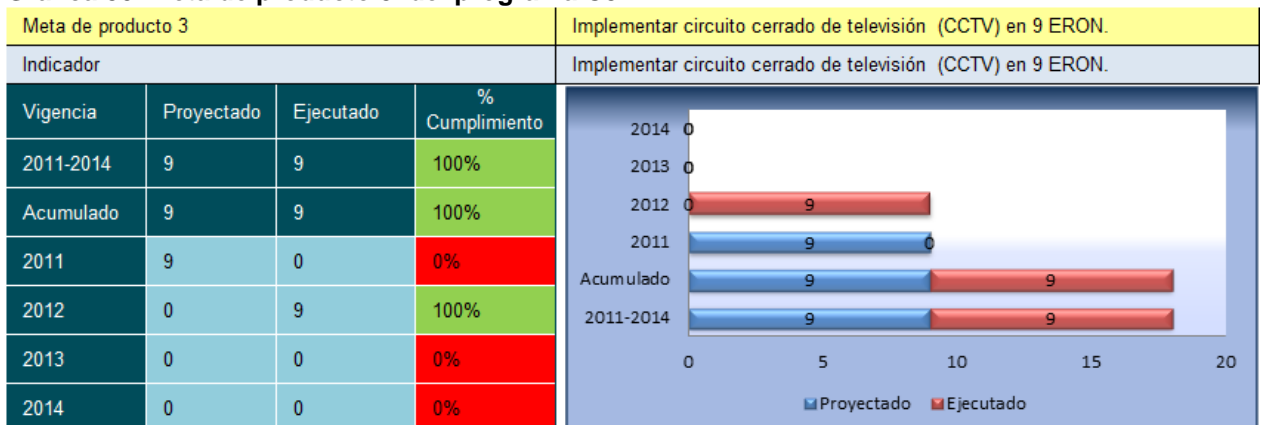 Meta de producto 3 Implementar circuito cerrado de televisión (CCTV) en 9 ERON.
Indicador Implementar circuito cerrado de televisión (CCTV) en 9 ERON.
Vigencia Proyectado Ejecutado % Cumplimiento
2011-2014 9 9 100%
Acumulado 9 9 100%
2011 9 0 0%
2012 0 9 100%
2013 0 0 0%
2014 0 0 0%
2014 0
2013 0
2012 0 9
2011 9 0
Acumulado 9 9
2011-2014 9 9
0 5 10 15 20
Proyectado Ejecutado